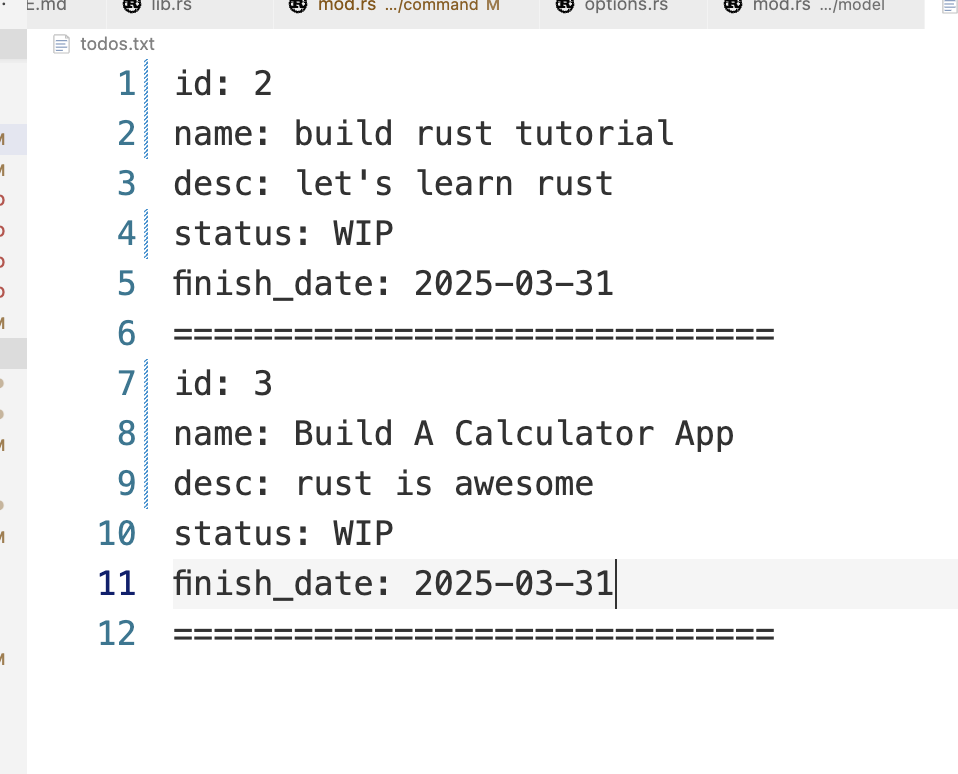 E.md lib.rs mod.rs .../command M options.rs mod.rs .../model
todos.txt
1 id: 2
2 name: build rust tutorial
3 desc: let's learn rust
4 status: WIP
5 finish_date: 2025-03-31
6 ==============================
7 id: 3
8 name: Build A Calculator App
9 desc: rust is awesome
10 status: WIP
11 finish_date: 2025-03-31
12 ==============================